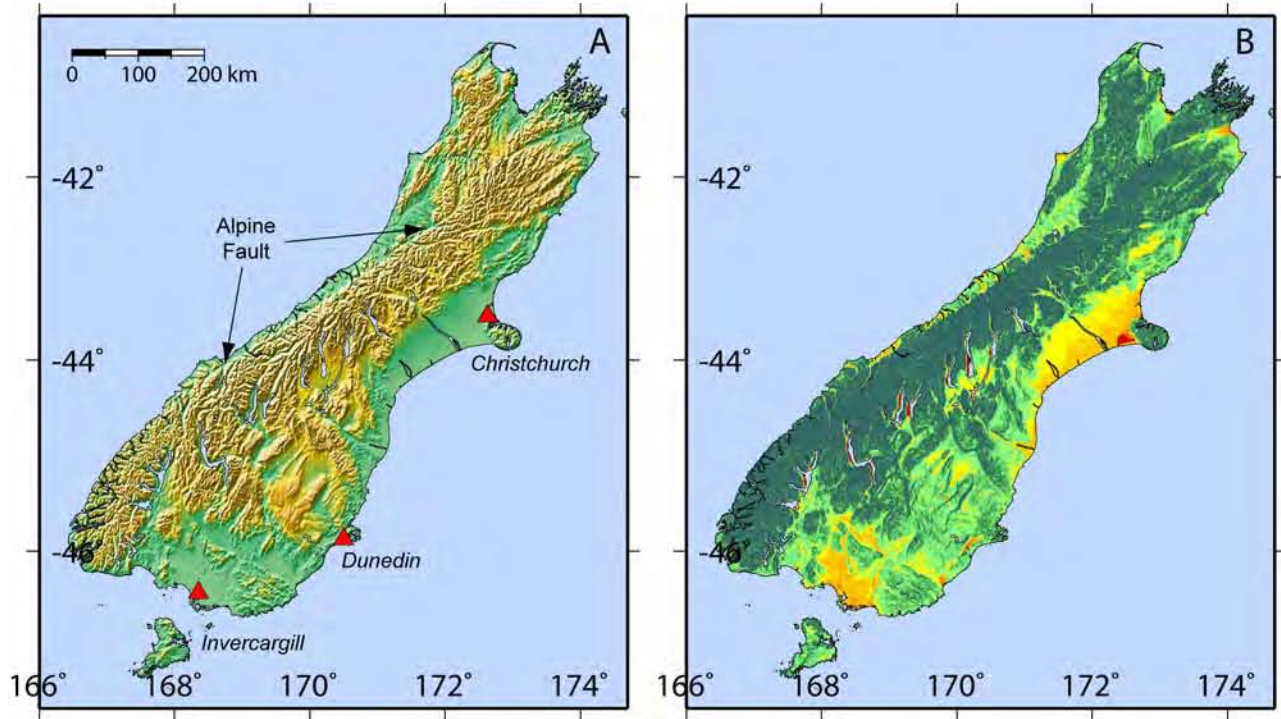 A
B
0 100 200 km
-42°
-42°
Alpine
Fault
-44°
-44°
Christchurch
-46°
-46°
Dunedin
Invercargill
166° 168° 170° 172° 174°
166° 168° 170° 172° 174°